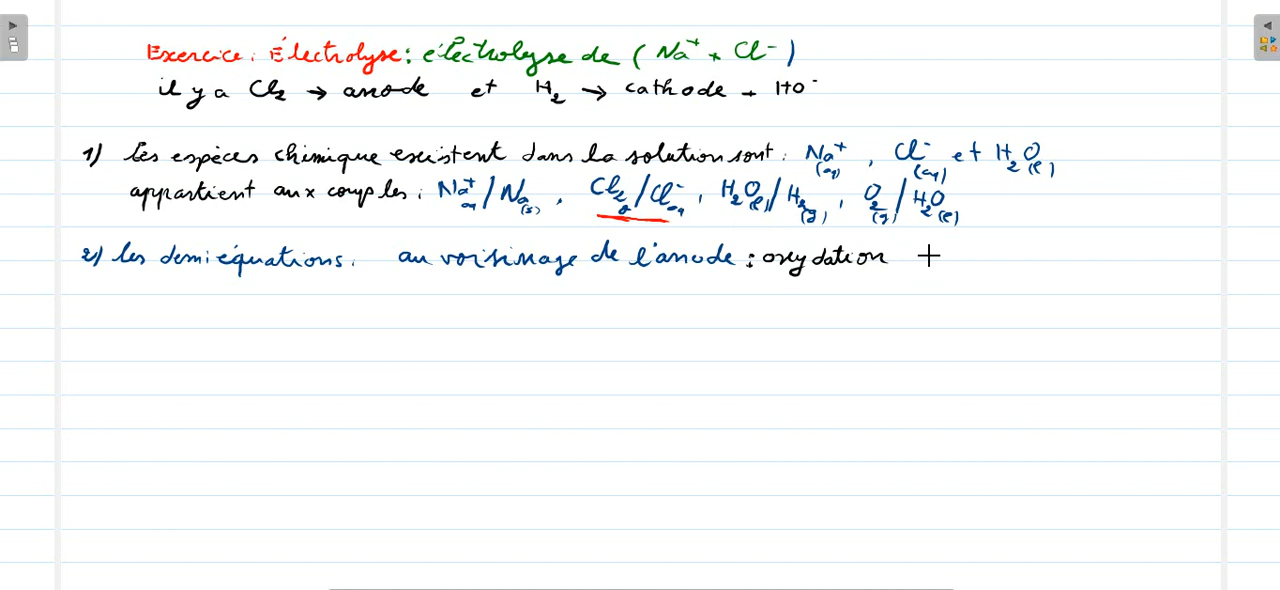 Exercice: Électrolyse: électrolyse de (Na⁺ + Cl⁻)
il y a Cl₂ → anode et H₂ → cathode + HO⁻
1) Les espèces chimique existent dans la solution sont: Na⁺(aq), Cl⁻(aq) et H₂O(l)
appartient aux couples: Na⁺aq/Na(s), Cl₂g/Cl⁻aq, H₂O(l)/H₂(g), O₂(g)/H₂O(l)
2) les demi équations: au voisinage de l'anode: oxydation +